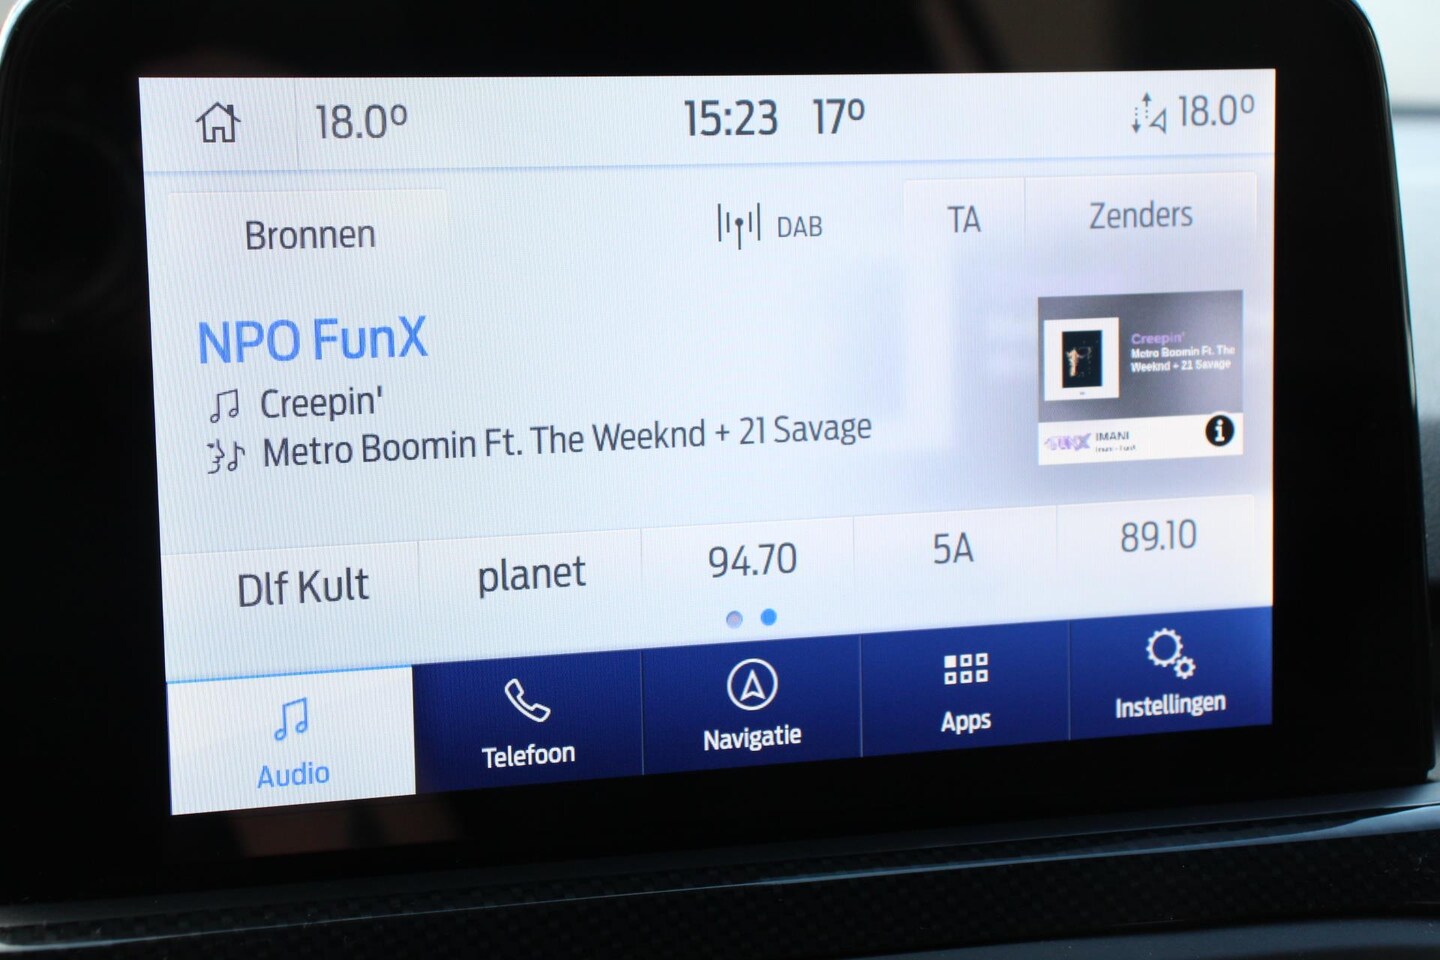 18.0º
15:23 17º
18.0º
Bronnen
DAB
TA
Zenders
NPO FunX
Creepin'
Metro Boomin Ft. The Weeknd + 21 Savage
Creepin'
Metro Boomin Ft. The
Weeknd + 21 Savage
FUNX
IMANI
Dlf Kult
planet
94.70
5A
89.10
Audio
Telefoon
Navigatie
Apps
Instellingen